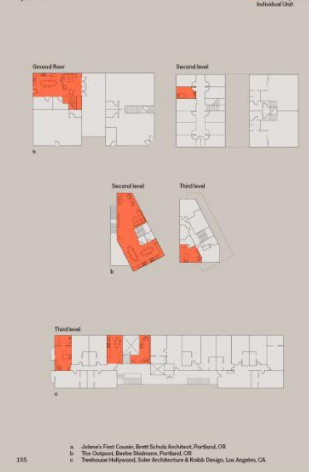 Individual Unit
Ground floor
Second level
a
Second level
Third level
b
Third level
c
a Jolene's First Cousin, Brett Schulz Architect, Portland, OR
b The Outpost, Beebe Skidmore, Portland, OR
c Treehouse Hollywood, Soler Architecture & Knibb Design, Los Angeles, CA
155